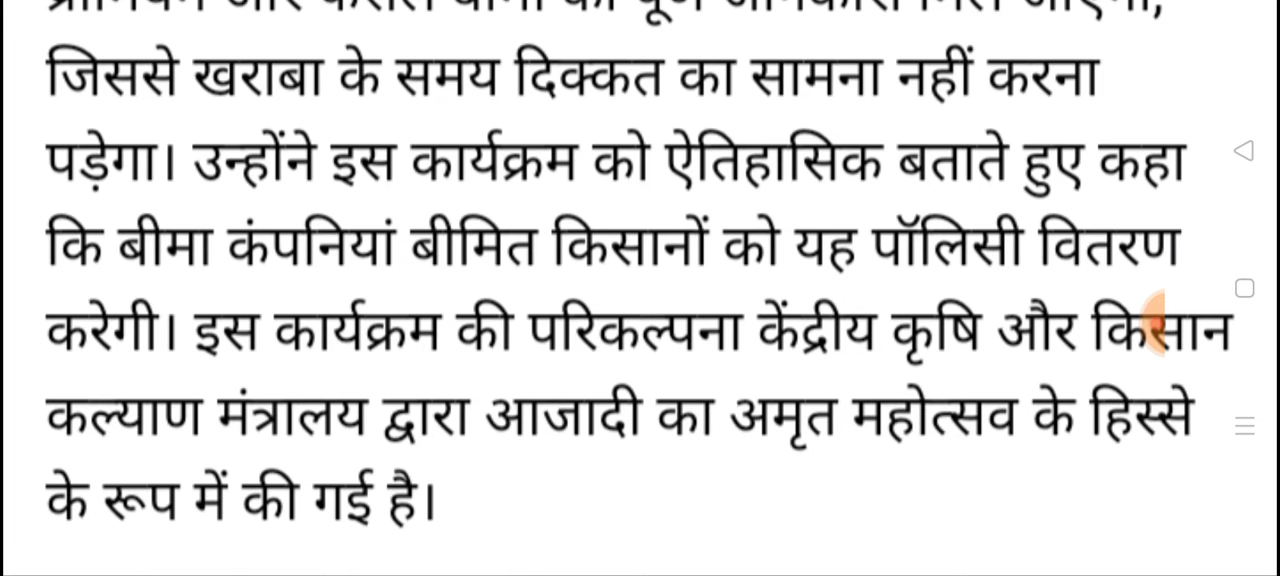 जिससे खराबा के समय दिक्कत का सामना नहीं करना
पड़ेगा। उन्होंने इस कार्यक्रम को ऐतिहासिक बताते हुए कहा
कि बीमा कंपनियां बीमित किसानों को यह पॉलिसी वितरण
करेगी। इस कार्यक्रम की परिकल्पना केंद्रीय कृषि और किसान
कल्याण मंत्रालय द्वारा आजादी का अमृत महोत्सव के हिस्से
के रूप में की गई है।